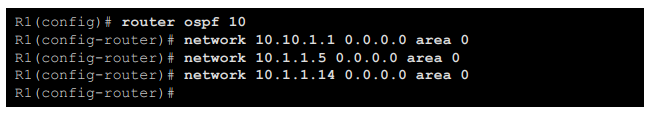 R1(config)# router ospf 10
R1(config-router)# network 10.10.1.1 0.0.0.0 area 0
R1(config-router)# network 10.1.1.5 0.0.0.0 area 0
R1(config-router)# network 10.1.1.14 0.0.0.0 area 0
R1(config-router)#